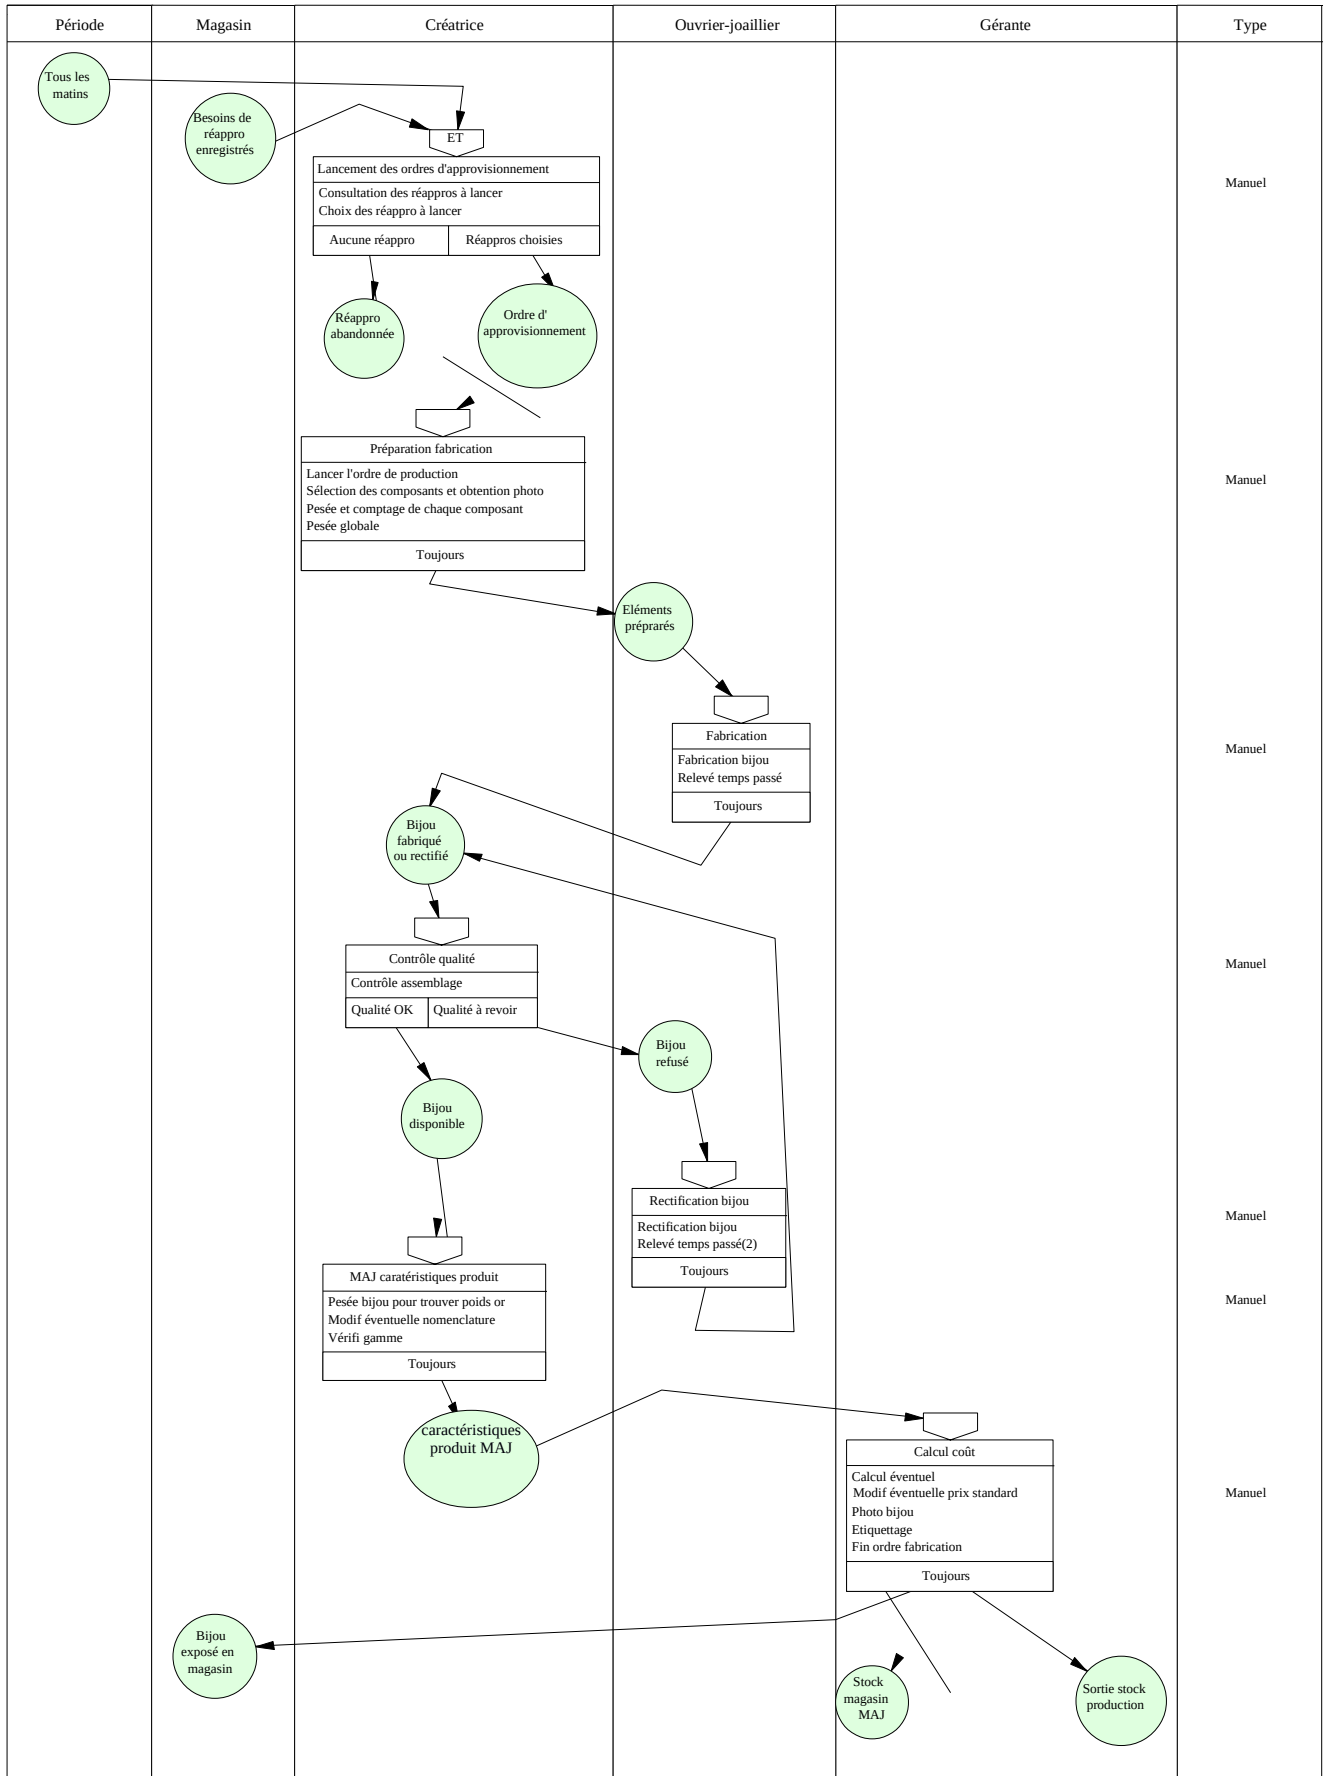 Période
Magasin
Créatrice
Ouvrier-joaillier
Gérante
Type
Tous les
matins
Besoins de
réappro
enregistrés
ET
Lancement des ordres d'approvisionnement
Consultation des réappros à lancer
Choix des réappro à lancer
Aucune réappro
Réappros choisies
Manuel
Réappro
abandonnée
Ordre d'
approvisionnement
Préparation fabrication
Lancer l'ordre de production
Sélection des composants et obtention photo
Pesée et comptage de chaque composant
Pesée globale
Toujours
Manuel
Eléments
préprarés
Fabrication
Fabrication bijou
Relevé temps passé
Toujours
Manuel
Bijou
fabriqué
ou rectifié
Contrôle qualité
Contrôle assemblage
Qualité OK
Qualité à revoir
Manuel
Bijou
refusé
Bijou
disponible
Rectification bijou
Rectification bijou
Relevé temps passé(2)
Toujours
Manuel
MAJ caratéristiques produit
Pesée bijou pour trouver poids or
Modif éventuelle nomenclature
Vérifi gamme
Toujours
Manuel
caractéristiques
produit MAJ
Calcul coût
Calcul éventuel
Modif éventuelle prix standard
Photo bijou
Etiquettage
Fin ordre fabrication
Toujours
Manuel
Bijou
exposé en
magasin
Stock
magasin
MAJ
Sortie stock
production